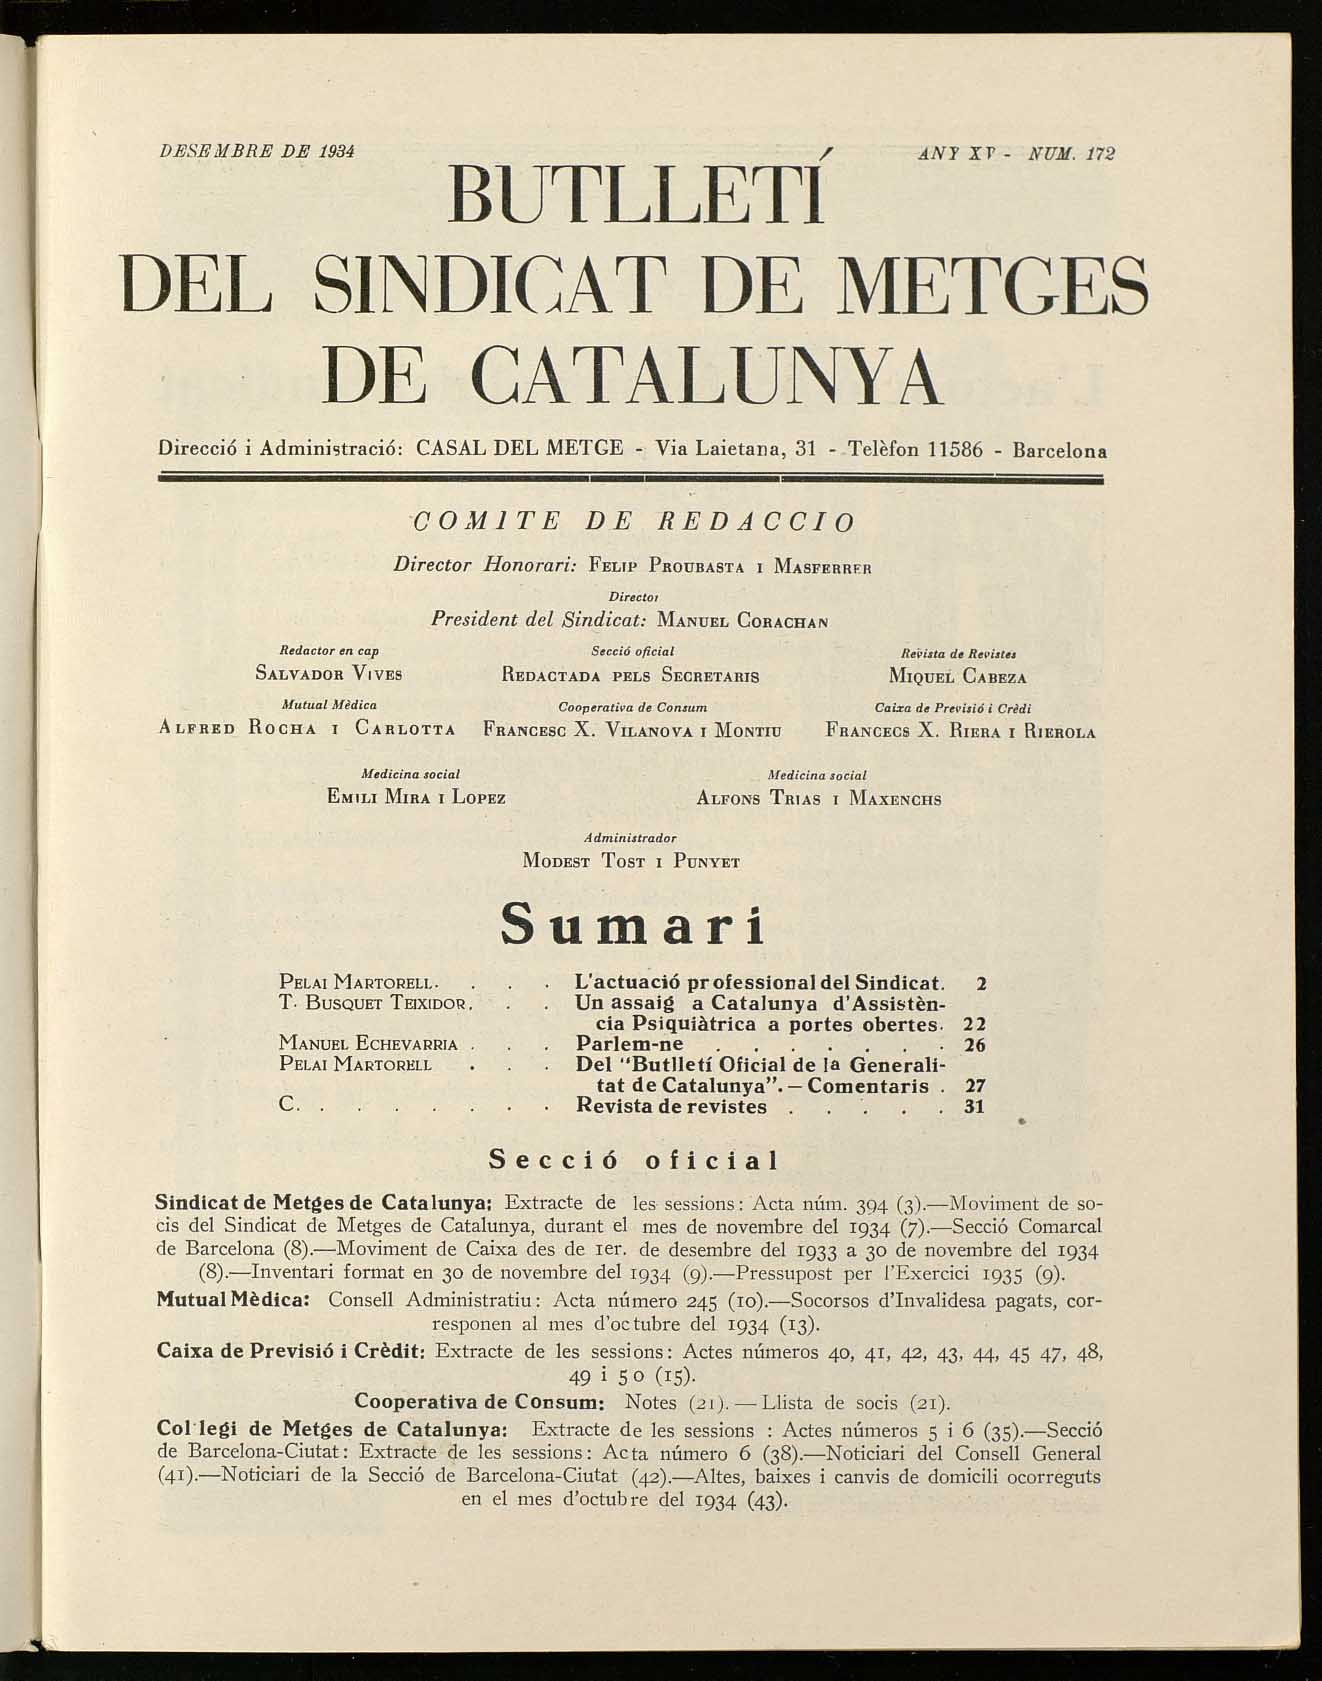 DESEMBRE DE 1934 ANY XV - NUM. 172
BUTLLETÍ
DEL SINDICAT DE METGES
DE CATALUNYA
Direcció i Administració: CASAL DEL METGE - Via Laietana, 31 - Telèfon 11586 - Barcelona
COMITE DE REDACCIO
Director Honorari: FELIP PROUBASTA I MASFERRER
Director
President del Sindicat: MANUEL CORACHAN
Redactor en cap Secció oficial Revista de Revistes
SALVADOR VIVES REDACTADA PELS SECRETARIS MIQUEL CABEZA
Mutual Mèdica Cooperativa de Consum Caixa de Previsió i Crèdi
ALFRED ROCHA I CARLOTTA FRANCESC X. VILANOVA I MONTIU FRANCECS X. RIERA I RIEROLA
Medicina social Medicina social
EMILI MIRA I LOPEZ ALFONS TRIAS I MAXENCHS
Administrador
MODEST TOST I PUNYET
Sumari
PELAI MARTORELL. . . . L'actuació professional del Sindicat. 2
T. BUSQUET TEIXIDOR. . . Un assaig a Catalunya d'Assistèn-
cia Psiquiàtrica a portes obertes. 22
MANUEL ECHEVARRIA . . . Parlem-ne . . . . . . . 26
PELAI MARTORELL . . . Del "Butlletí Oficial de la Generali-
tat de Catalunya". — Comentaris . 27
C. . . . . . . . Revista de revistes . . . . . 31
Secció oficial
Sindicat de Metges de Catalunya: Extracte de les sessions: Acta núm. 394 (3).—Moviment de so-
cis del Sindicat de Metges de Catalunya, durant el mes de novembre del 1934 (7).—Secció Comarcal
de Barcelona (8).—Moviment de Caixa des de 1er. de desembre del 1933 a 30 de novembre del 1934
(8).—Inventari format en 30 de novembre del 1934 (9).—Pressupost per l'Exercici 1935 (9).
Mutual Mèdica: Consell Administratiu: Acta número 245 (10).—Socorsos d'Invalidesa pagats, cor-
responen al mes d'octubre del 1934 (13).
Caixa de Previsió i Crèdit: Extracte de les sessions: Actes números 40, 41, 42, 43, 44, 45 47, 48,
49 i 50 (15).
Cooperativa de Consum: Notes (21). — Llista de socis (21).
Col·legi de Metges de Catalunya: Extracte de les sessions : Actes números 5 i 6 (35).—Secció
de Barcelona-Ciutat: Extracte de les sessions: Acta número 6 (38).—Noticiari del Consell General
(41).—Noticiari de la Secció de Barcelona-Ciutat (42).—Altes, baixes i canvis de domicili ocorreguts
en el mes d'octubre del 1934 (43).